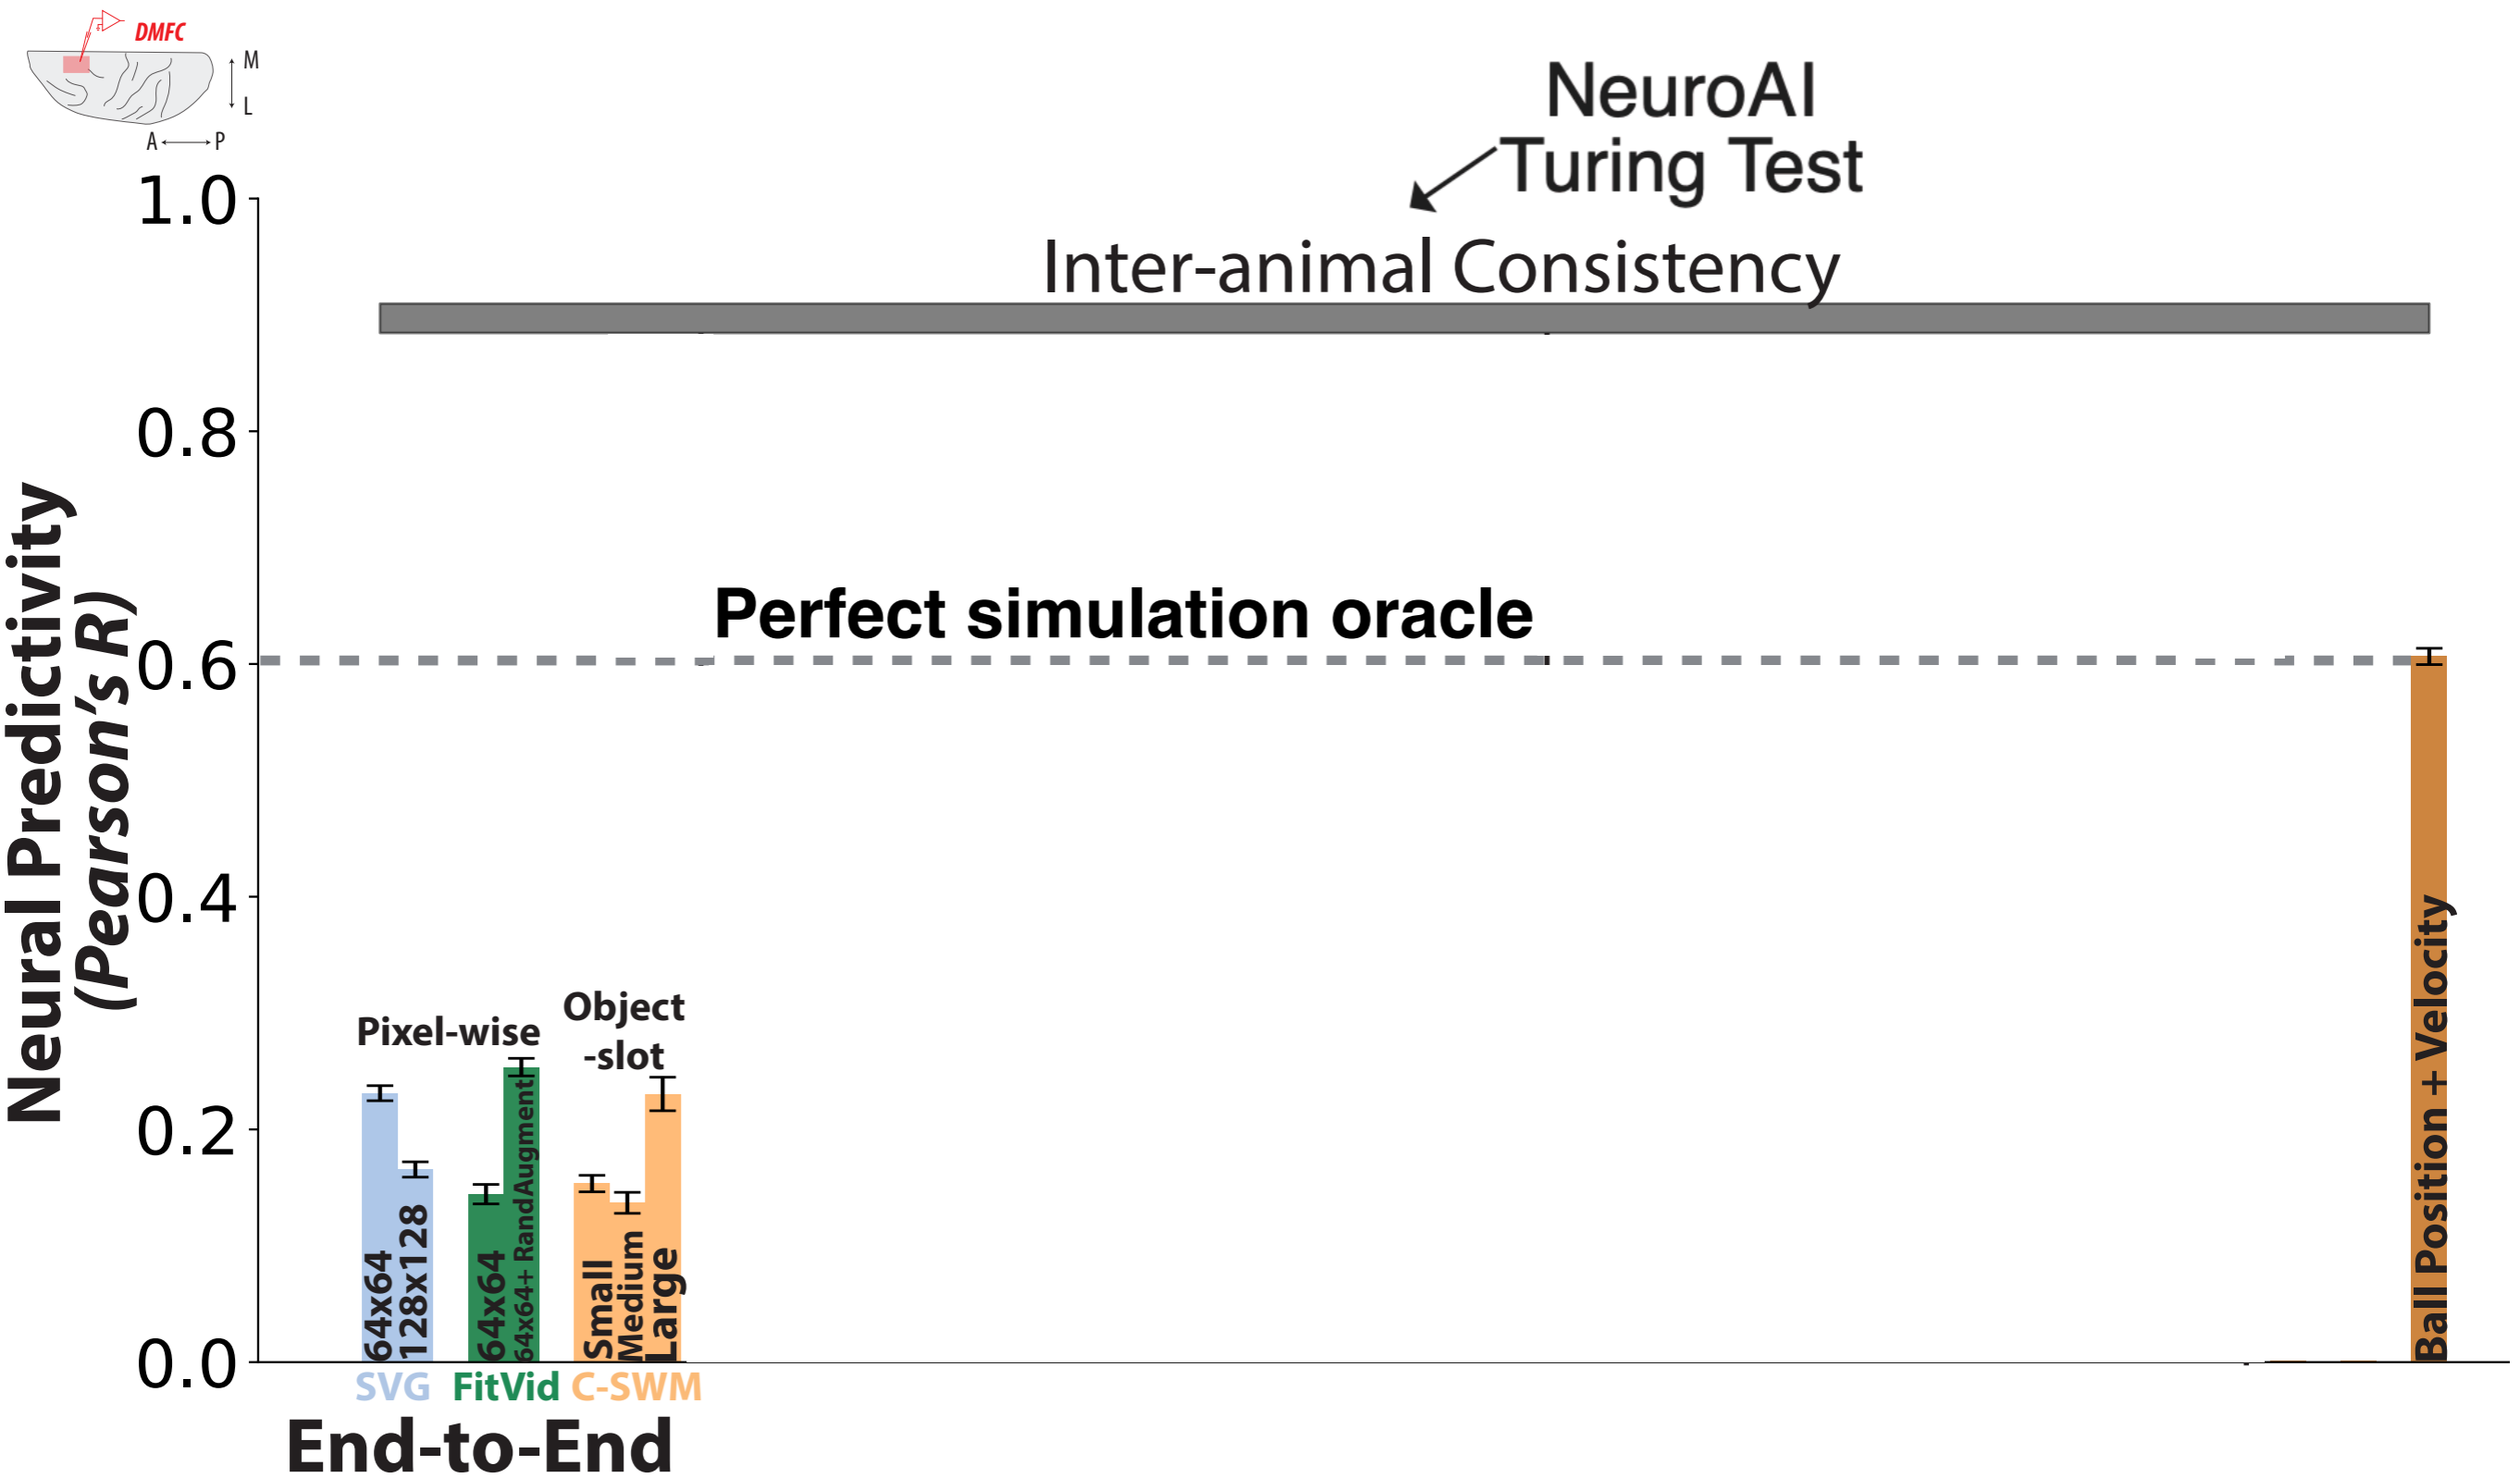 DMFC
M
L
A
P
NeuroAI
Turing Test
Inter-animal Consistency
Perfect simulation oracle
Neural Predictivity
(Pearson's R)
1.0
0.8
0.6
0.4
0.2
0.0
Pixel-wise
Object
-slot
64x64
128x128
64x64
64x64+ RandAugment
Small
Medium
Large
Ball Position + Velocity
SVG
FitVid
C-SWM
End-to-End